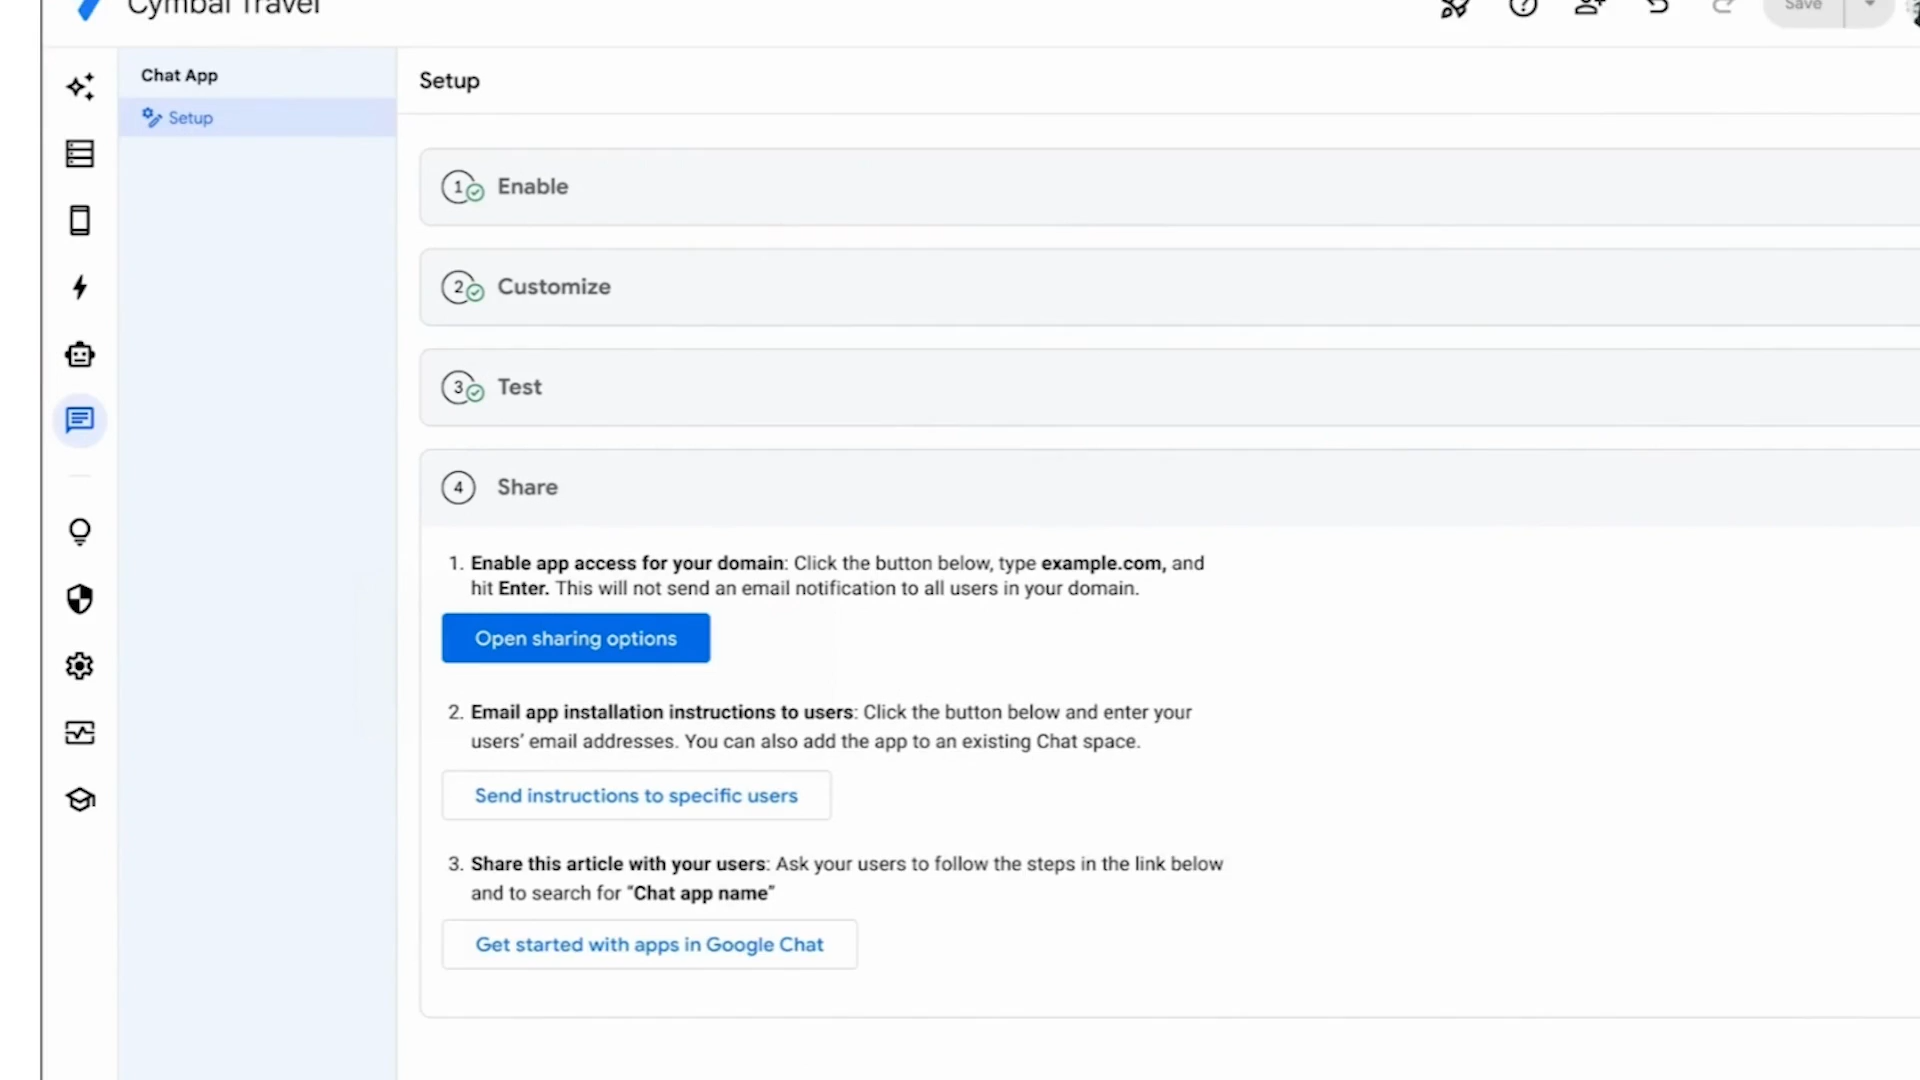 Cymbal Travel
Save
Chat App
Setup
Setup
1 Enable
2 Customize
3 Test
4 Share
1. Enable app access for your domain: Click the button below, type example.com, and
hit Enter. This will not send an email notification to all users in your domain.
Open sharing options
2. Email app installation instructions to users: Click the button below and enter your
users’ email addresses. You can also add the app to an existing Chat space.
Send instructions to specific users
3. Share this article with your users: Ask your users to follow the steps in the link below
and to search for “Chat app name”
Get started with apps in Google Chat